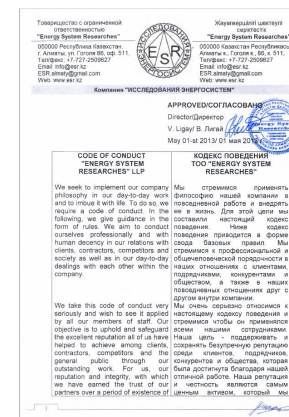 Товарищество с ограниченной
ответственностью
"Energy System Researches"
050000 Республика Казахстан,
г. Алматы, ул. Гоголя 86, оф. 511,
Тел/факс: +7-727-2509627
Email: info@esr.kz
ESR.almaty@gmail.com
Web: www.esr.kz
ESR
Жауапкершілігі шектеулі
серіктестік
"Energy System Researches"
050000 Республика Казахстан
Алматы к., Гоголя к., 86,
Тел/факс: +7-727-2509627
Email: info@esr.kz
ESR.almaty@gmail.com
Web: www.esr.kz
Компания "ИССЛЕДОВАНИЯ ЭНЕРГОСИСТЕМ"
APPROVED/СОГЛАСОВАНО
Director/Директор
V. Ligay/ В. Лигай
May 01-st 2013/ 01 мая
CODE OF CONDUCT
"ENERGY SYSTEM
RESEARCHES" LLP
We seek to implement our company
philosophy in our day-to-day work
and to imbue it with life. To do so, we
require a code of conduct. In the
following, we give guidance in the
form of rules. We aim to conduct
ourselves professionally and with
human decency in our relations with
clients, contractors, competitors and
society as well as in our day-to-day
dealings with each other within the
company.
We take this code of conduct very
seriously and wish to see it applied
by all our members of staff. Our
objective is to uphold and safeguard
the excellent reputation all of us have
helped to achieve among clients,
contractors, competitors and the
general public through our
outstanding work. For us, our
reputation and integrity, with which
we have earned the trust of our
partners over a period of existence of
КОДЕКС ПОВЕДЕНИЯ
ТОО "ENERGY SYSTEM
RESEARCHES"
Мы стремимся применять
философию нашей компании в
повседневной работе и внедрять
ее в жизнь. Для этой цели мы
составили настоящий кодекс
поведения. Ниже кодекс
поведения приводится в форме
свода базовых правил. Мы
стремимся к профессиональной и
общечеловеческой порядочности в
наших отношениях с клиентами,
подрядчиками, конкурентами и
обществом, а также в наших
повседневных отношениях друг с
другом внутри компании.
Мы очень серьезно относимся к
настоящему кодексу поведения и
стремимся чтобы он применялся
всеми нашими сотрудниками.
Наша цель - поддерживать и
сохранять безупречную репутацию
среди клиентов, подрядчиков,
конкурентов и общества, которая
была достигнута благодаря нашей
отличной работе. Наша репутация
и честность являются самым
ценным активом, который мы
1